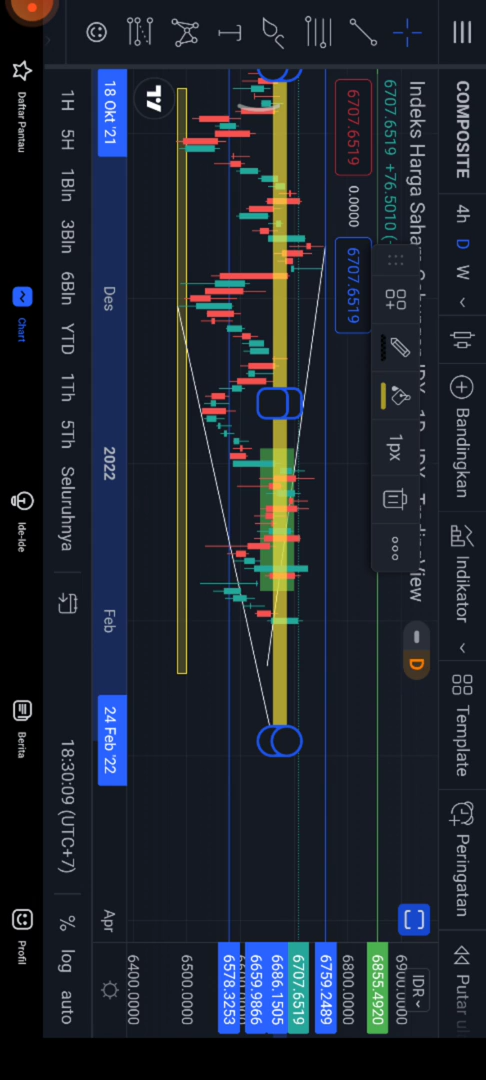 COMPOSITE
4h
D
W
Bandingkan
Indikator
Template
Peringatan
Putar
Indeks Harga Saham
View
D
6707.6519 +76.5010
6707.6519
0.0000
6707.6519
1px
IDR
6900.0000
6855.4920
6800.0000
6759.2489
6707.6519
6686.1505
6659.9866
6578.3253
6500.0000
6400.0000
18 Okt '21
Des
2022
Feb
24 Feb '22
Apr
1H
5H
1Bln
3Bln
6Bln
YTD
1Th
5Th
Seluruhnya
18:30:09 (UTC+7)
%
log
auto
Daftar Pantau
Chart
Ide-ide
Berita
Profil